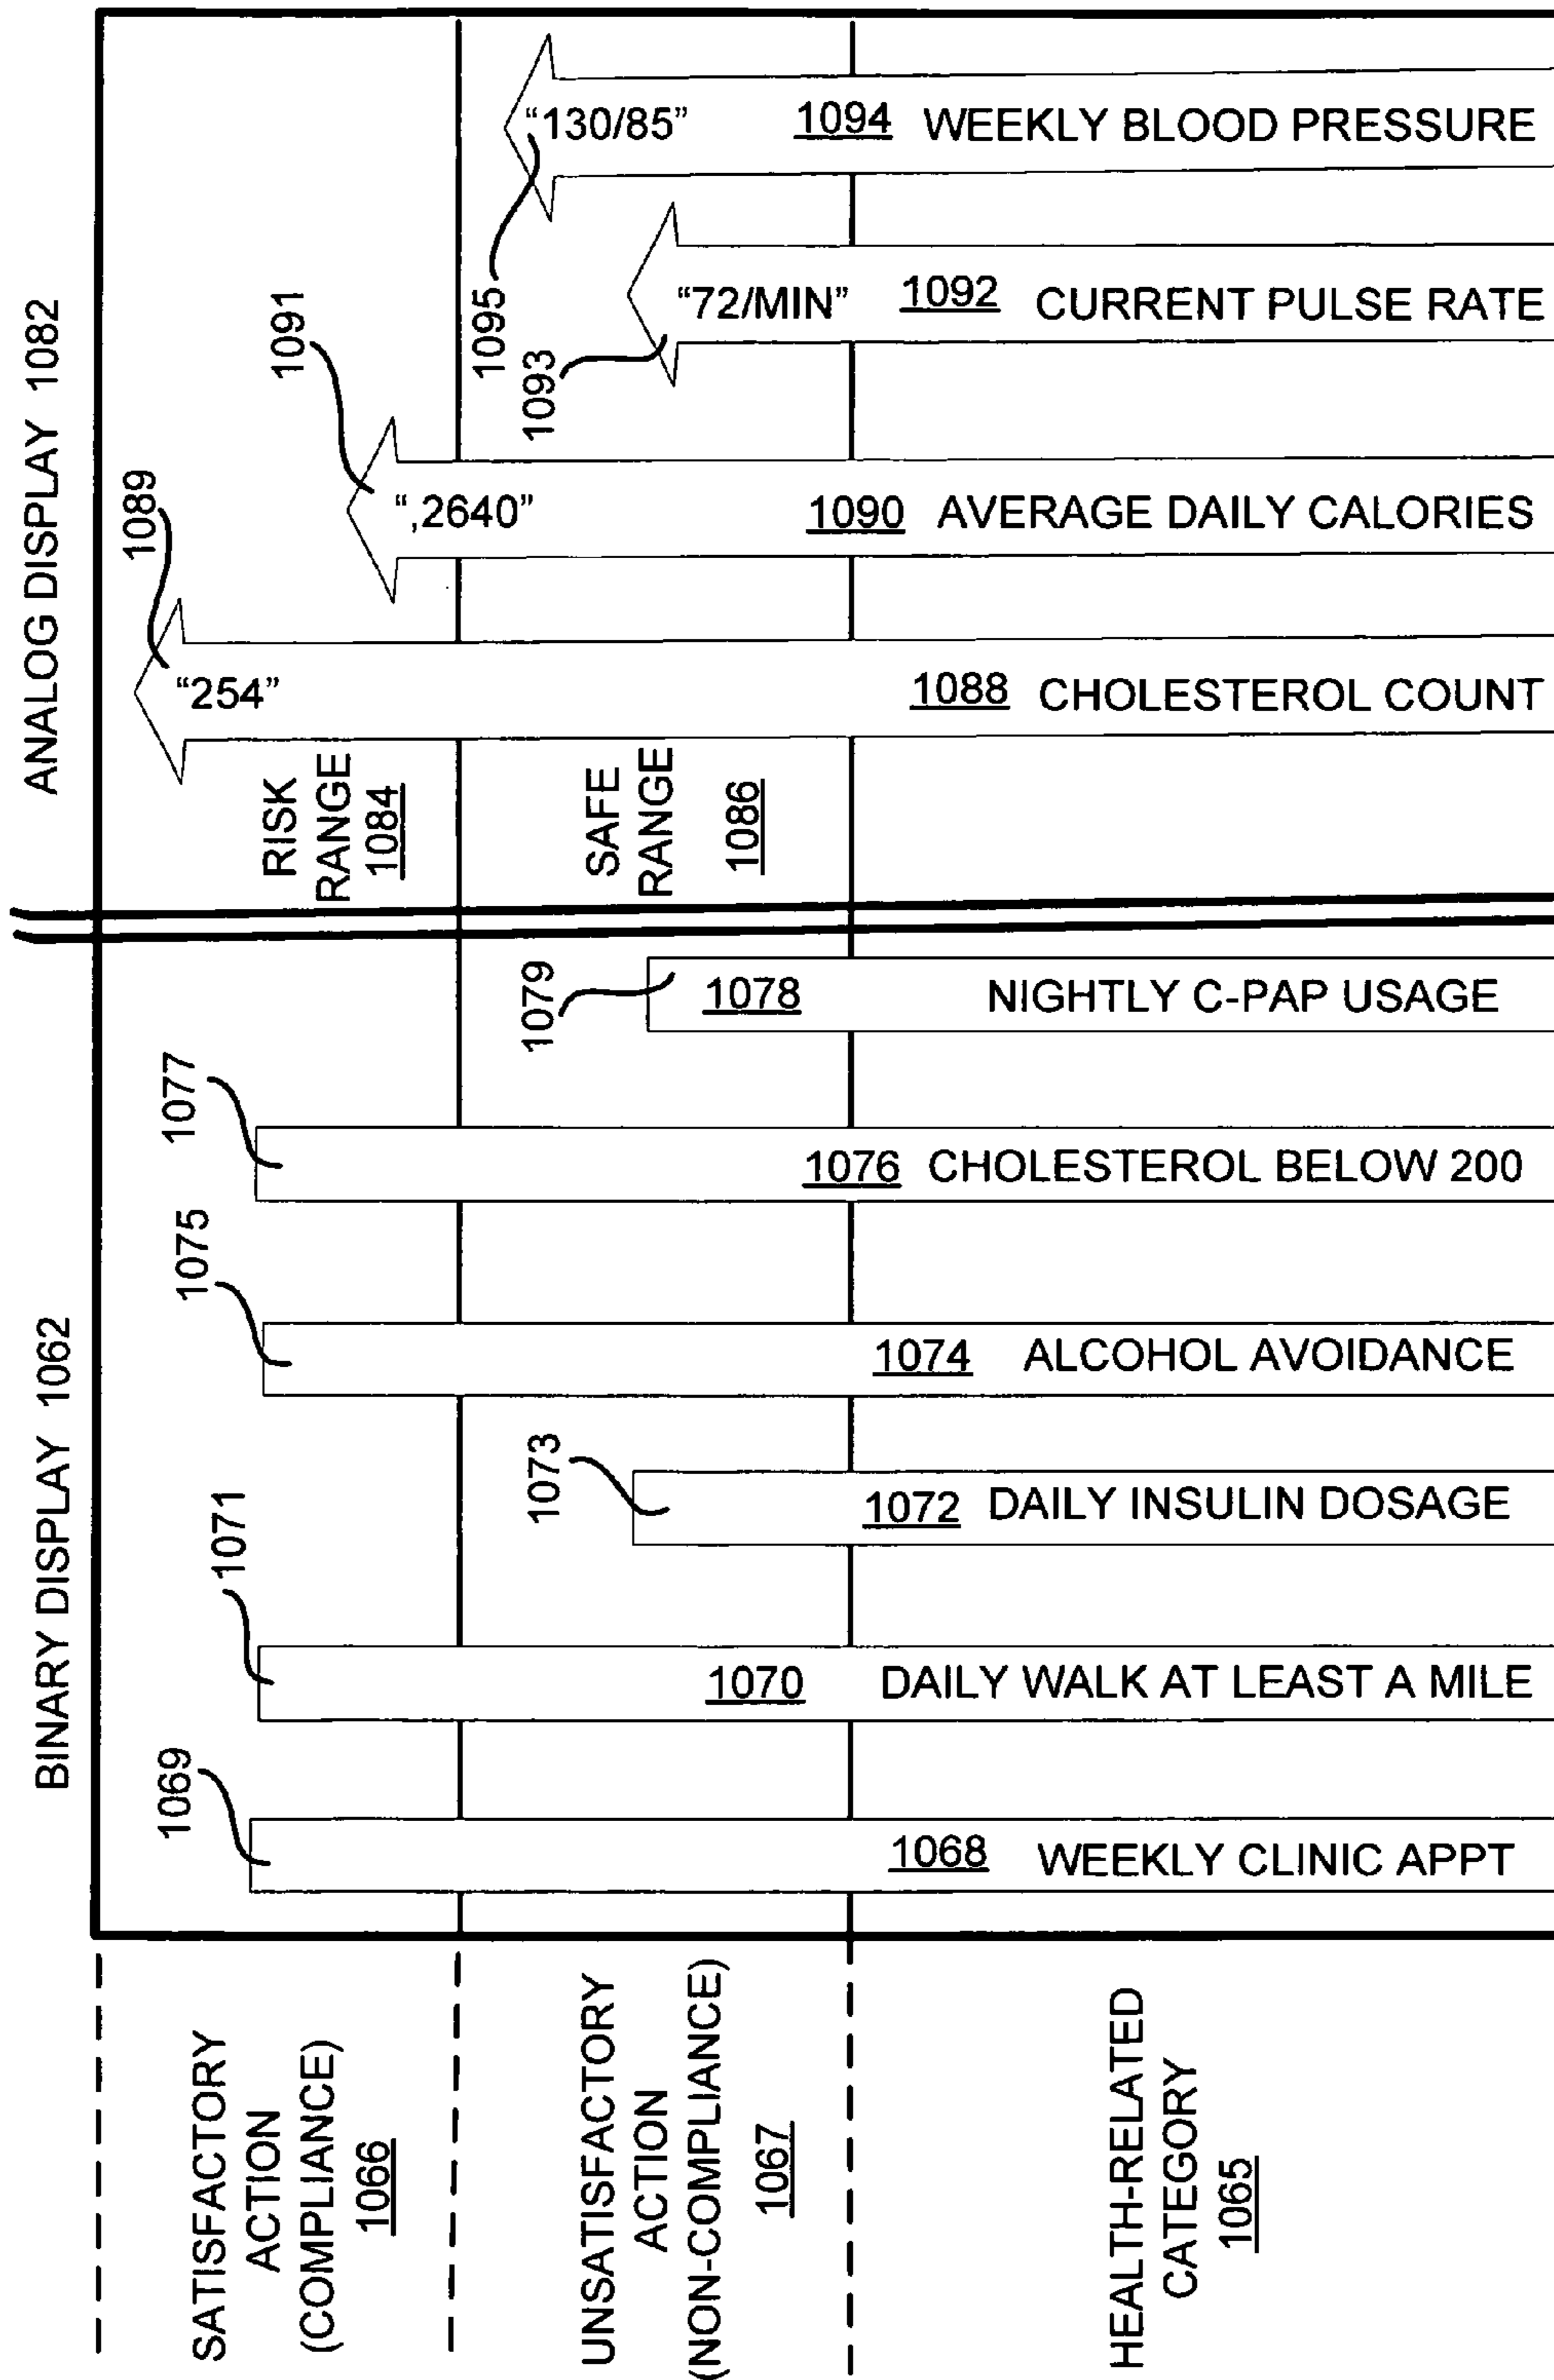 BINARY DISPLAY 1062
ANALOG DISPLAY 1082
SATISFACTORY
ACTION
(COMPLIANCE)
1066
UNSATISFACTORY
ACTION
(NON-COMPLIANCE)
1067
HEALTH-RELATED
CATEGORY
1065
1069
1068 WEEKLY CLINIC APPT
1071
1070 DAILY WALK AT LEAST A MILE
1073
1072 DAILY INSULIN DOSAGE
1075
1074 ALCOHOL AVOIDANCE
1077
1076 CHOLESTEROL BELOW 200
1079
1078 NIGHTLY C-PAP USAGE
RISK
RANGE
1084
SAFE
RANGE
1086
1089
“254”
1088 CHOLESTEROL COUNT
1091
“,2640”
1090 AVERAGE DAILY CALORIES
1093
“72/MIN”
1092 CURRENT PULSE RATE
1095
“130/85”
1094 WEEKLY BLOOD PRESSURE